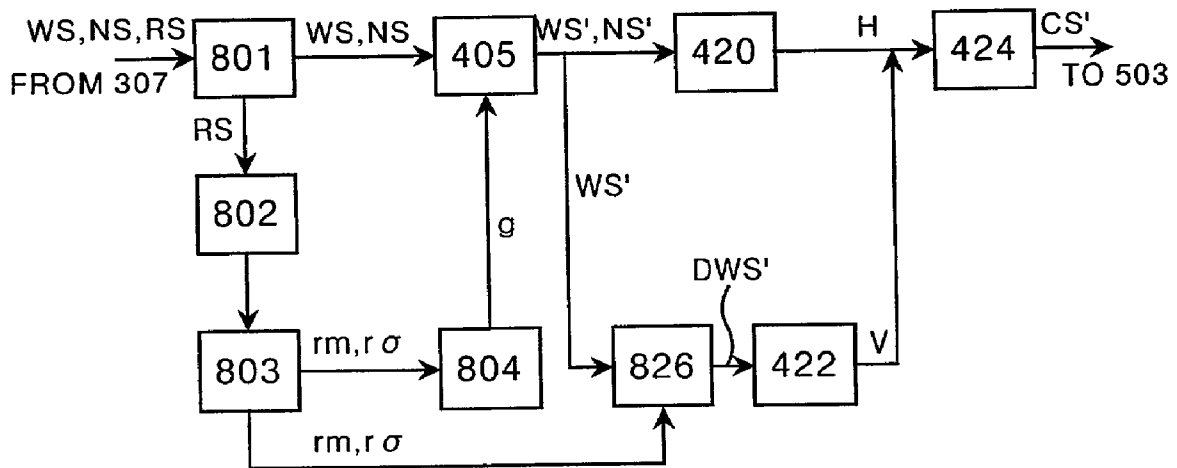 WS,NS,RS
FROM 307
801
WS,NS
405
WS',NS'
420
H
424
CS'
TO 503
RS
802
g
WS'
DWS'
803
rm,r σ
804
826
422
V
rm,r σ